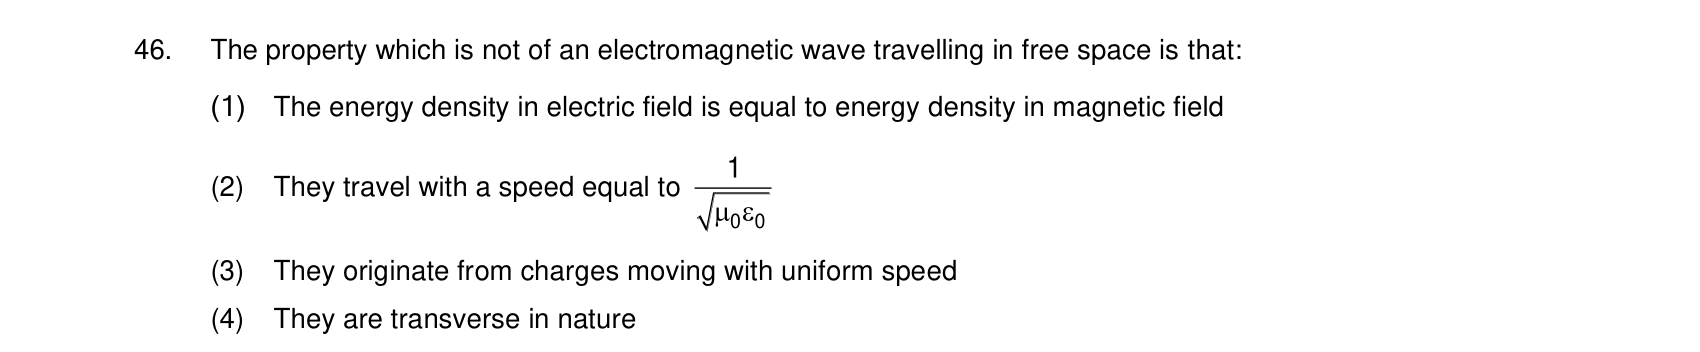 46. The property which is not of an electromagnetic wave travelling in free space is that:
(1) The energy density in electric field is equal to energy density in magnetic field
(2) They travel with a speed equal to 1/√μ₀ε₀
(3) They originate from charges moving with uniform speed
(4) They are transverse in nature